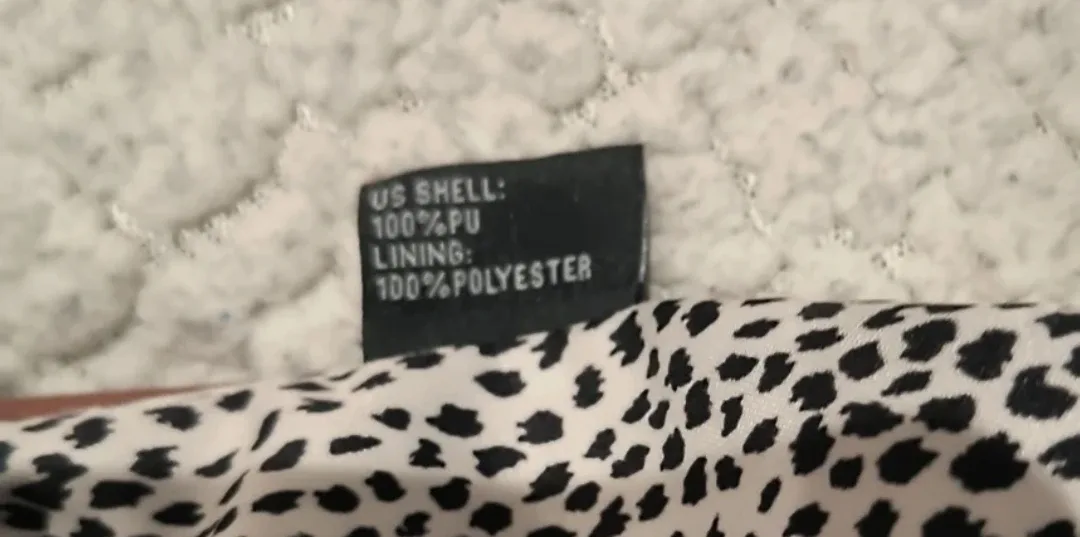 US SHELL:
100%PU
LINING:
100%POLYESTER